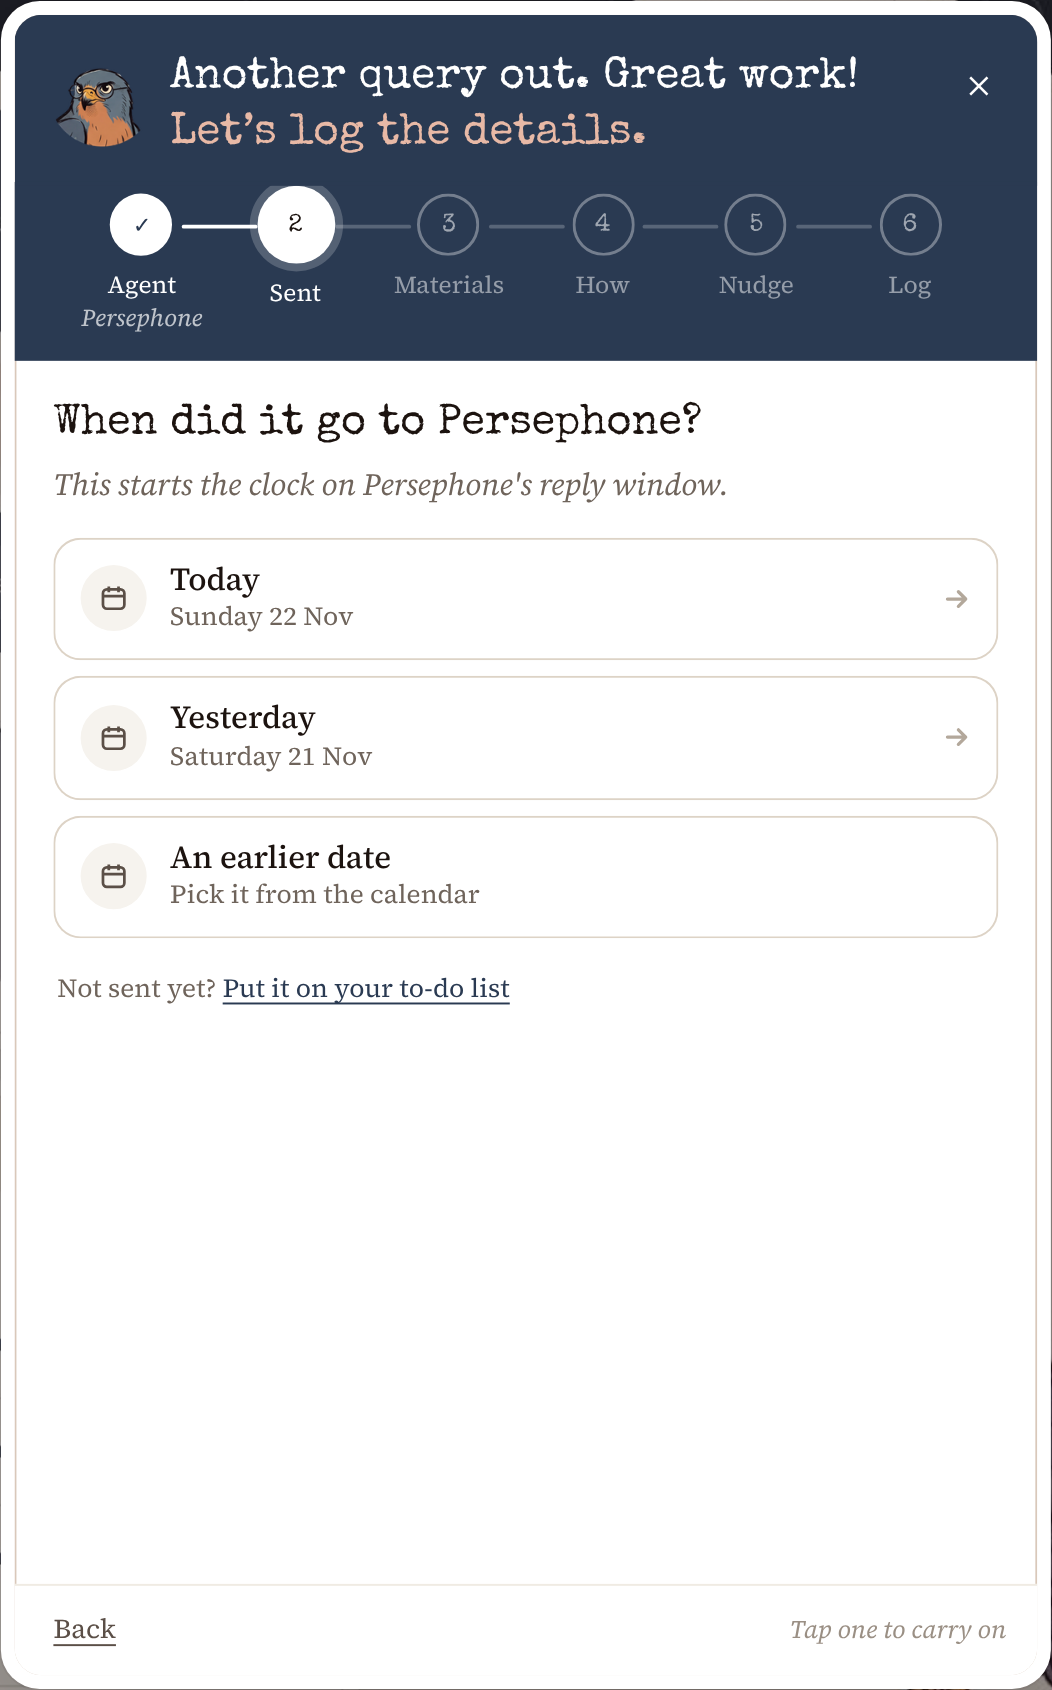 Another query out. Great work!
Let’s log the details.
✓
2
3
4
5
6
Agent
Sent
Materials
How
Nudge
Log
Persephone
When did it go to Persephone?
This starts the clock on Persephone's reply window.
Today
Sunday 22 Nov
Yesterday
Saturday 21 Nov
An earlier date
Pick it from the calendar
Not sent yet? Put it on your to-do list
Back
Tap one to carry on